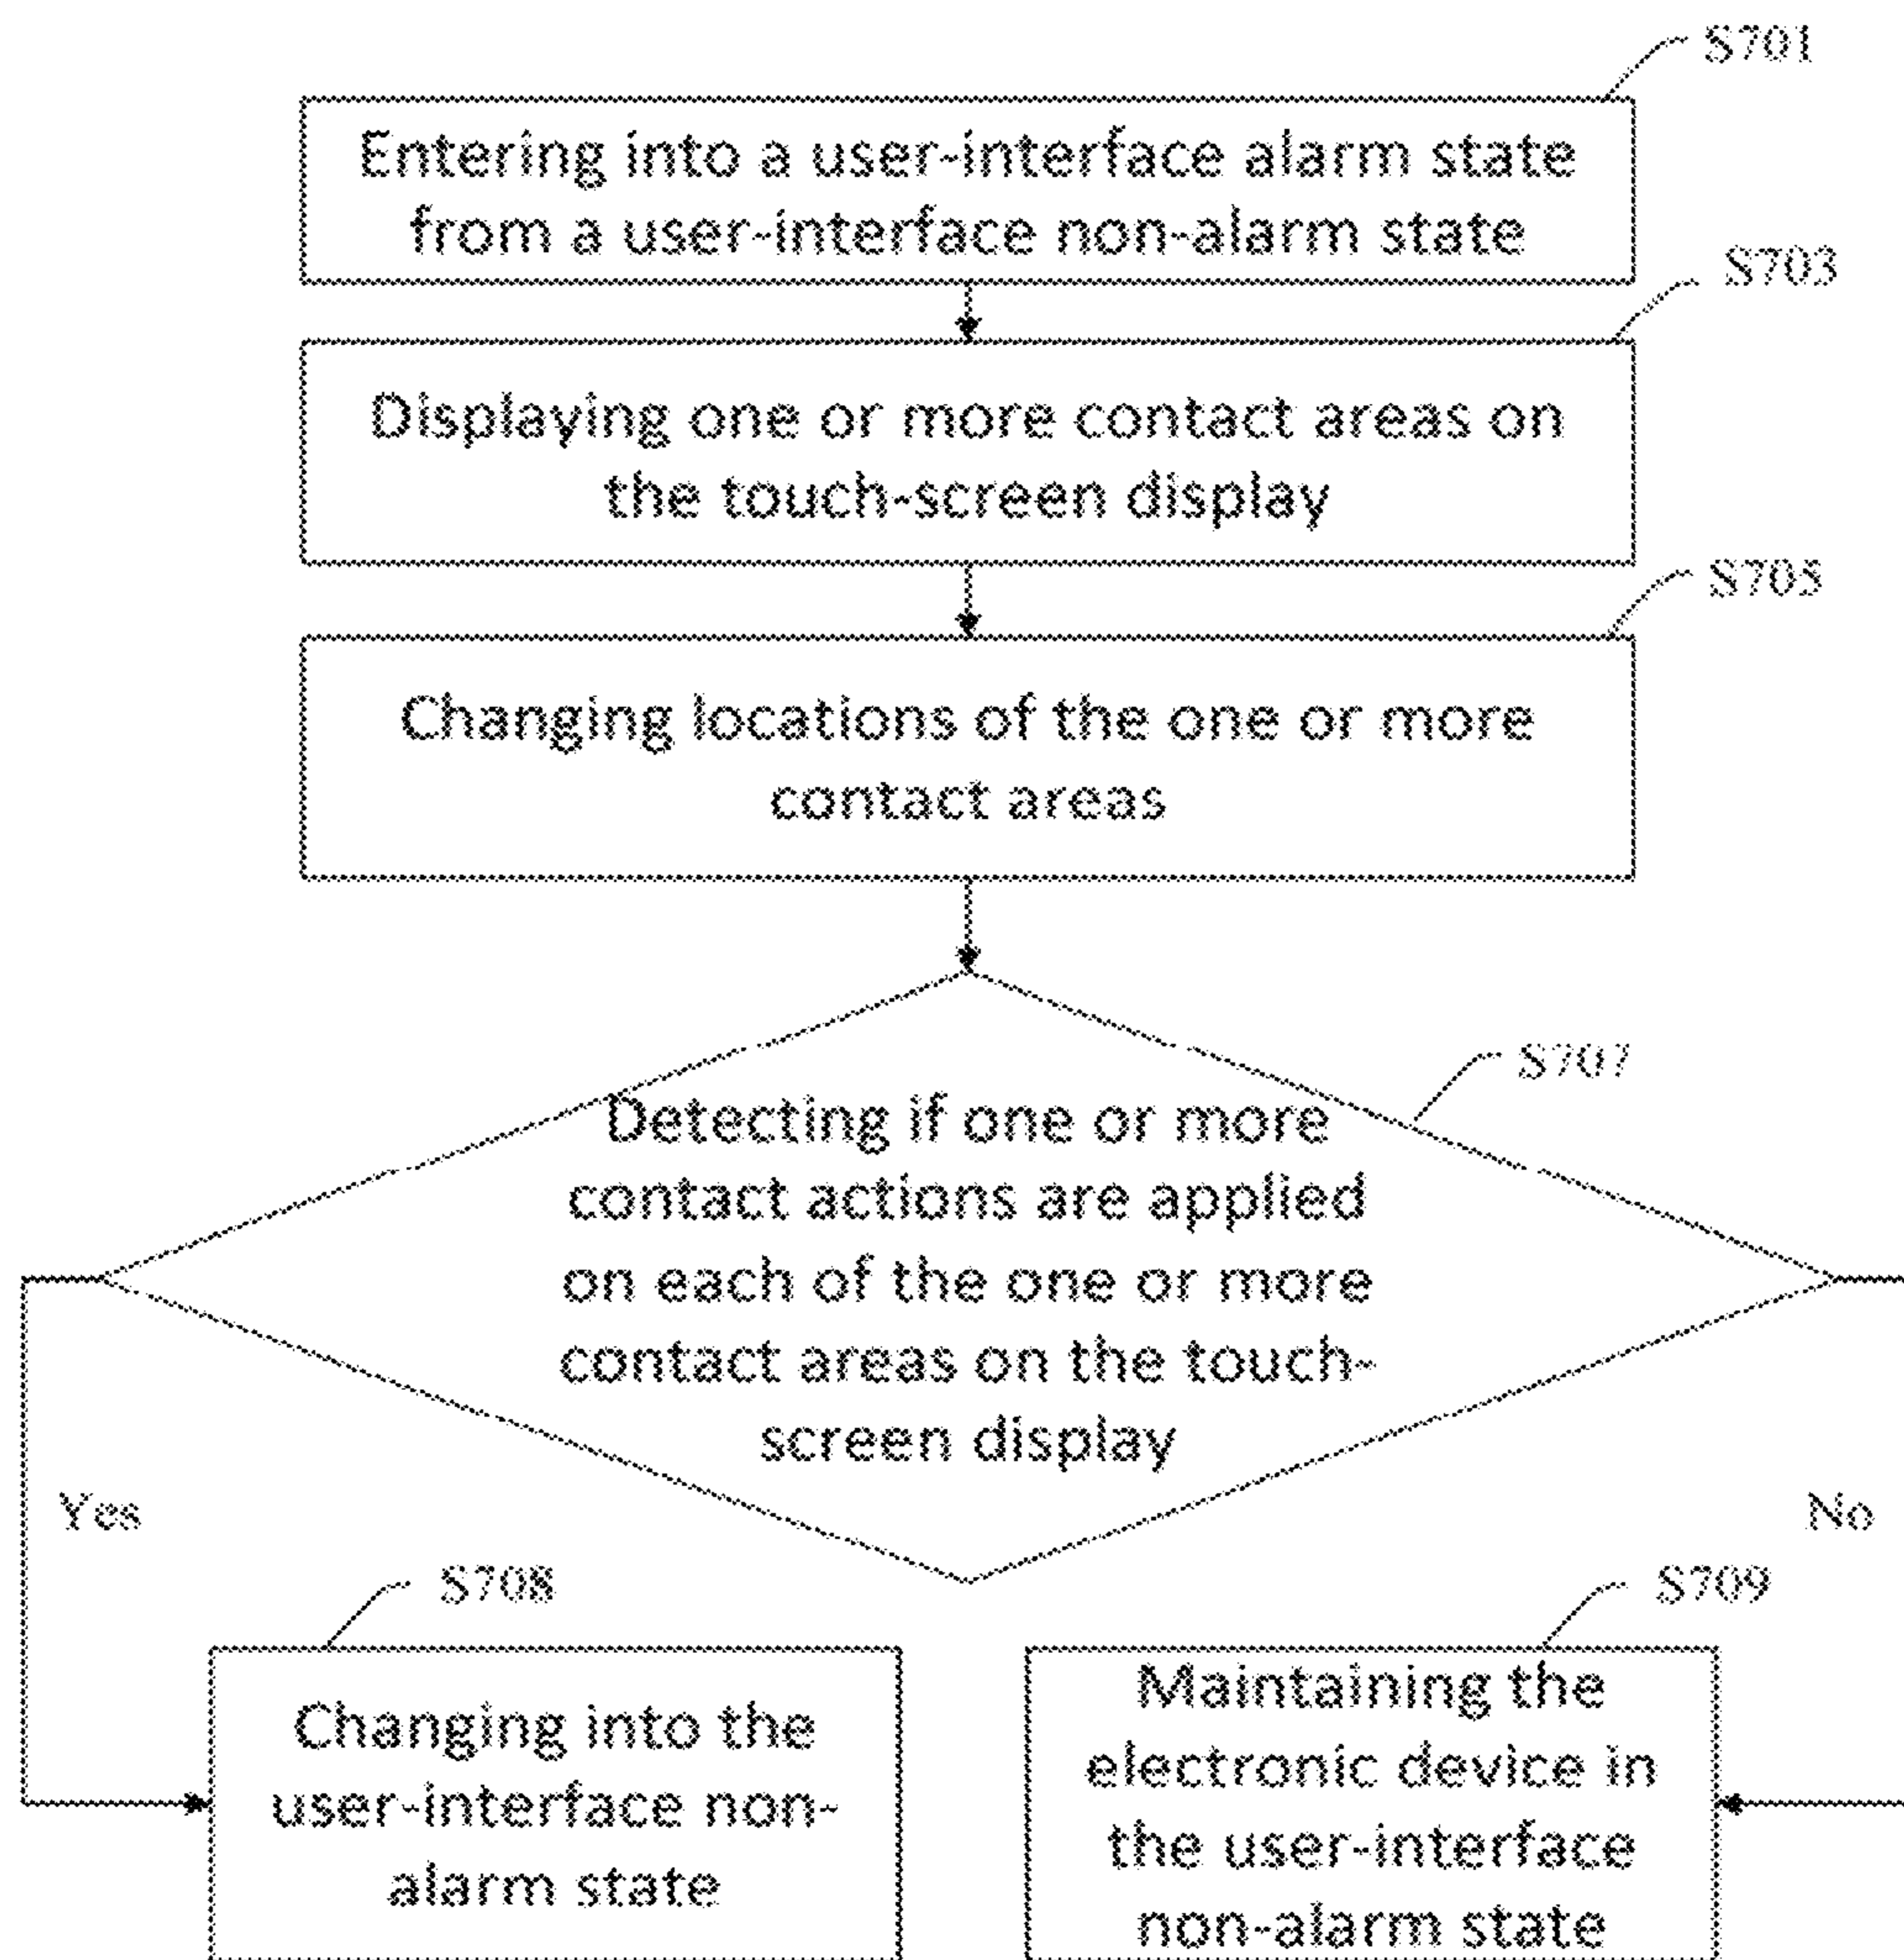 S701
Entering into a user-interface alarm state
from a user-interface non-alarm state
S703
Displaying one or more contact areas on
the touch-screen display
S705
Changing locations of the one or more
contact areas
S707
Detecting if one or more
contact actions are applied
on each of the one or more
contact areas on the touch-
screen display
Yes
No
S708
S709
Changing into the
user-interface non-
alarm state
Maintaining the
electronic device in
the user-interface
non-alarm state